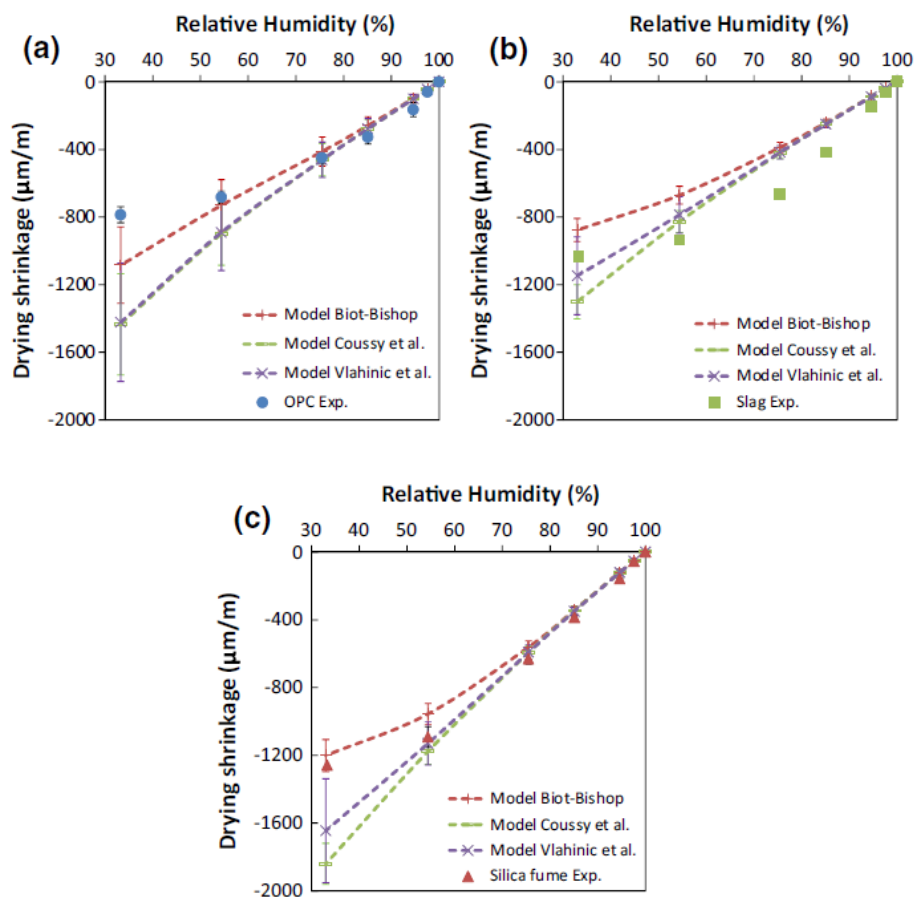 Relative Humidity (%)
(a)
30 40 50 60 70 80 90 100
0
-400
-800
-1200
-1600
-2000
Drying shrinkage (µm/m)
Model Biot-Bishop
Model Coussy et al.
Model Vlahinic et al.
OPC Exp.
Relative Humidity (%)
(b)
30 40 50 60 70 80 90 100
0
-400
-800
-1200
-1600
-2000
Drying shrinkage (µm/m)
Model Biot-Bishop
Model Coussy et al.
Model Vlahinic et al.
Slag Exp.
Relative Humidity (%)
(c)
30 40 50 60 70 80 90 100
0
-400
-800
-1200
-1600
-2000
Drying shrinkage (µm/m)
Model Biot-Bishop
Model Coussy et al.
Model Vlahinic et al.
Silica fume Exp.